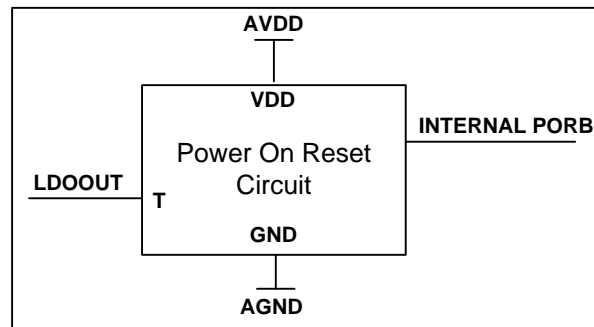 AVDD
VDD
INTERNAL PORB
Power On Reset
Circuit
LDOOUT
T
GND
AGND